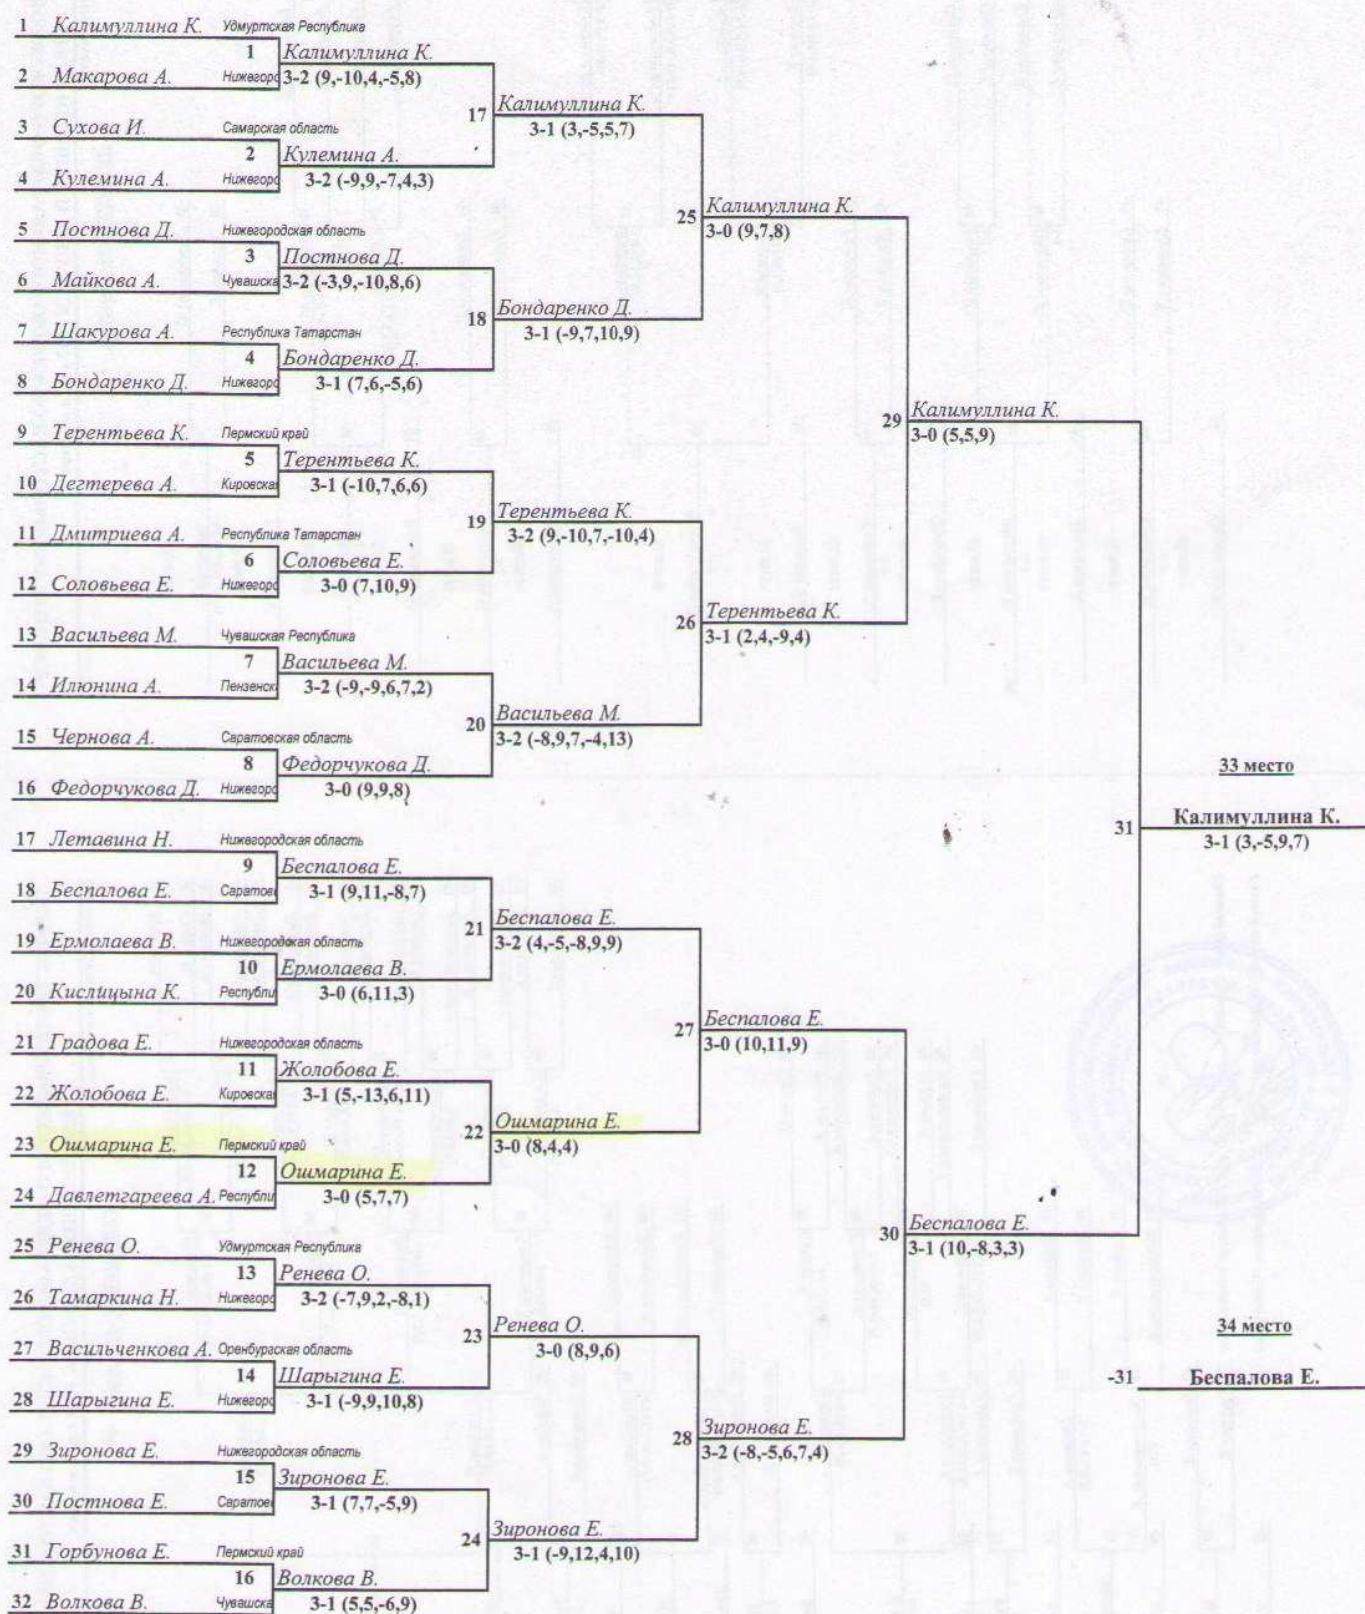 1 Калимуллина К. Удмуртская Республика
1 Калимуллина К.
2 Макарова А. Нижегоро 3-2 (9,-10,4,-5,8)
17 Калимуллина К.
3-1 (3,-5,5,7)
3 Сухова И. Самарская область
2 Кулемина А.
4 Кулемина А. Нижегоро 3-2 (-9,9,-7,4,3)
25 Калимуллина К.
3-0 (9,7,8)
5 Постнова Д. Нижегородская область
3 Постнова Д.
6 Майкова А. Чувашска 3-2 (-3,9,-10,8,6)
18 Бондаренко Д.
3-1 (-9,7,10,9)
7 Шакурова А. Республика Татарстан
4 Бондаренко Д.
8 Бондаренко Д. Нижегоро 3-1 (7,6,-5,6)
29 Калимуллина К.
3-0 (5,5,9)
9 Терентьева К. Пермский край
5 Терентьева К.
10 Дегтерева А. Кировска 3-1 (-10,7,6,6)
19 Терентьева К.
3-2 (9,-10,7,-10,4)
11 Дмитриева А. Республика Татарстан
6 Соловьева Е.
12 Соловьева Е. Нижегоро 3-0 (7,10,9)
26 Терентьева К.
3-1 (2,4,-9,4)
13 Васильева М. Чувашская Республика
7 Васильева М.
14 Илюнина А. Пензенск 3-2 (-9,-9,6,7,2)
20 Васильева М.
3-2 (-8,9,7,-4,13)
15 Чернова А. Саратовская область
8 Федорчукова Д.
16 Федорчукова Д. Нижегоро 3-0 (9,9,8)
33 место
31 Калимуллина К.
3-1 (3,-5,9,7)
17 Летавина Н. Нижегородская область
9 Беспалова Е.
18 Беспалова Е. Саратов 3-1 (9,11,-8,7)
21 Беспалова Е.
3-2 (4,-5,-8,9,9)
19 Ермолаева В. Нижегородская область
10 Ермолаева В.
20 Кислицына К. Республи 3-0 (6,11,3)
27 Беспалова Е.
3-0 (10,11,9)
21 Градова Е. Нижегородская область
11 Жолобова Е.
22 Жолобова Е. Кировска 3-1 (5,-13,6,11)
22 Ошмарина Е.
3-0 (8,4,4)
23 Ошмарина Е. Пермский край
12 Ошмарина Е.
24 Давлетгареева А. Республи 3-0 (5,7,7)
30 Беспалова Е.
3-1 (10,-8,3,3)
25 Ренева О. Удмуртская Республика
13 Ренева О.
26 Тамаркина Н. Нижегоро 3-2 (-7,9,2,-8,1)
23 Ренева О.
3-0 (8,9,6)
34 место
27 Васильченкова А. Оренбургская область
14 Шарыгина Е.
28 Шарыгина Е. Нижегоро 3-1 (-9,9,10,8)
-31 Беспалова Е.
28 Зиронова Е.
3-2 (-8,-5,6,7,4)
29 Зиронова Е. Нижегородская область
15 Зиронова Е.
30 Постнова Е. Саратов 3-1 (7,7,-5,9)
24 Зиронова Е.
3-1 (-9,12,4,10)
31 Горбунова Е. Пермский край
16 Волкова В.
32 Волкова В. Чувашска 3-1 (5,5,-6,9)